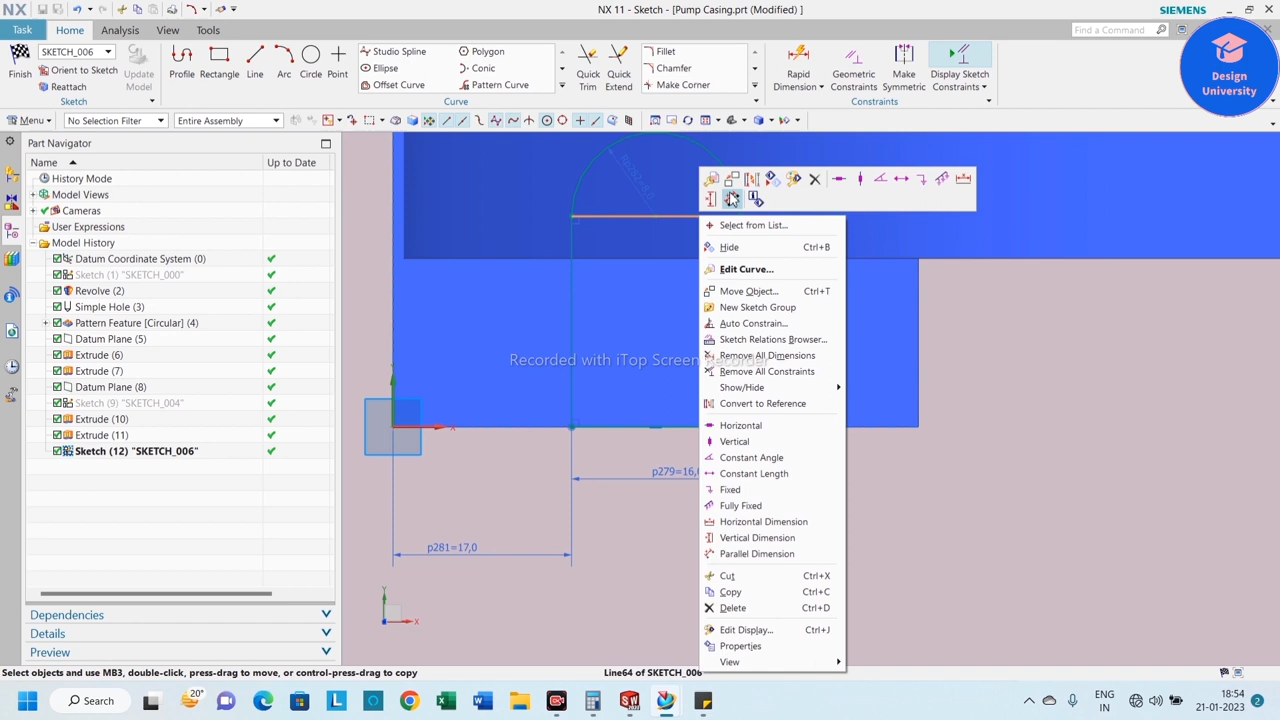 NX
NX 11 - Sketch - [Pump Casing.prt (Modified) ]
SIEMENS
Task
Home
Analysis
View
Tools
Find a Command
Design
University
SKETCH_006
Orient to Sketch
Reattach
Finish
Update
Model
Sketch
Profile
Rectangle
Line
Arc
Circle
Point
Studio Spline
Polygon
Ellipse
Conic
Offset Curve
Pattern Curve
Curve
Quick
Trim
Quick
Extend
Fillet
Chamfer
Make Corner
Rapid
Dimension
Geometric
Constraints
Make
Symmetric
Display Sketch
Constraints
Constraints
Menu
No Selection Filter
Entire Assembly
Part Navigator
Name
Up to Date
History Mode
Model Views
Cameras
User Expressions
Model History
Datum Coordinate System (0)
Sketch (1) "SKETCH_000"
Revolve (2)
Simple Hole (3)
Pattern Feature [Circular] (4)
Datum Plane (5)
Extrude (6)
Extrude (7)
Datum Plane (8)
Sketch (9) "SKETCH_004"
Extrude (10)
Extrude (11)
Sketch (12) "SKETCH_006"
Dependencies
Details
Preview
Recorded with iTop Screen Recorder
X
Y
p279=16,0
p281=17,0
Y
X
Select from List...
Hide Ctrl+B
Edit Curve...
Move Object... Ctrl+T
New Sketch Group
Auto Constrain...
Sketch Relations Browser...
Remove All Dimensions
Remove All Constraints
Show/Hide
Convert to Reference
Horizontal
Vertical
Constant Angle
Constant Length
Fixed
Fully Fixed
Horizontal Dimension
Vertical Dimension
Parallel Dimension
Cut Ctrl+X
Copy Ctrl+C
Delete Ctrl+D
Edit Display... Ctrl+J
Properties
View
Select objects and use MB3, double-click, press-drag to move, or control-press-drag to copy
Line64 of SKETCH_006
Search
20°
ENG
IN
18:54
21-01-2023
2